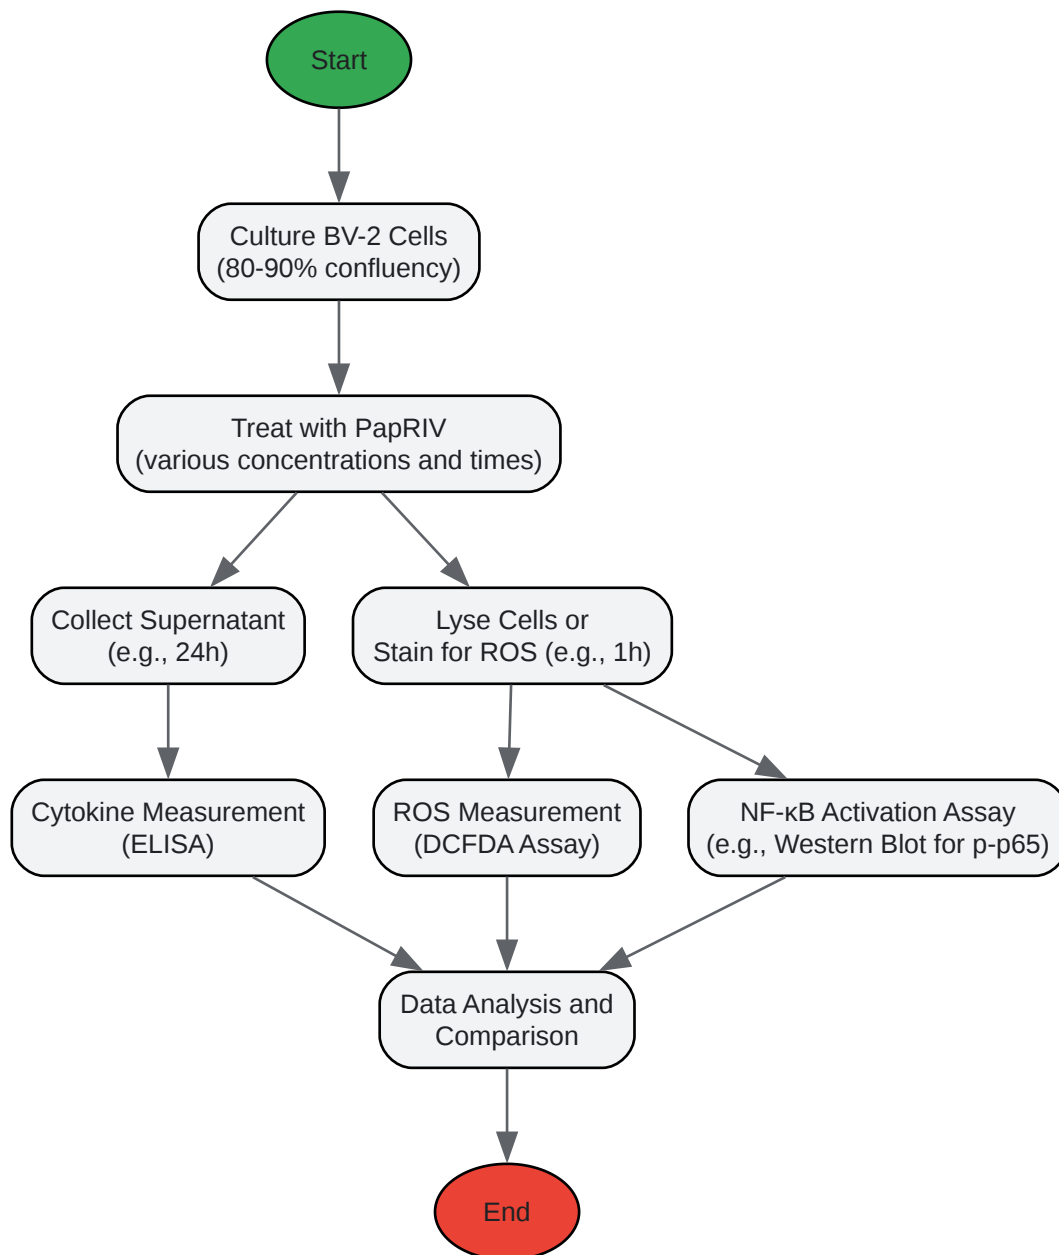 Start
Culture BV-2 Cells
(80-90% confluency)
Treat with PapRIV
(various concentrations and times)
Collect Supernatant
(e.g., 24h)
Lyse Cells or
Stain for ROS (e.g., 1h)
Cytokine Measurement
(ELISA)
ROS Measurement
(DCFDA Assay)
NF-κB Activation Assay
(e.g., Western Blot for p-p65)
Data Analysis and
Comparison
End